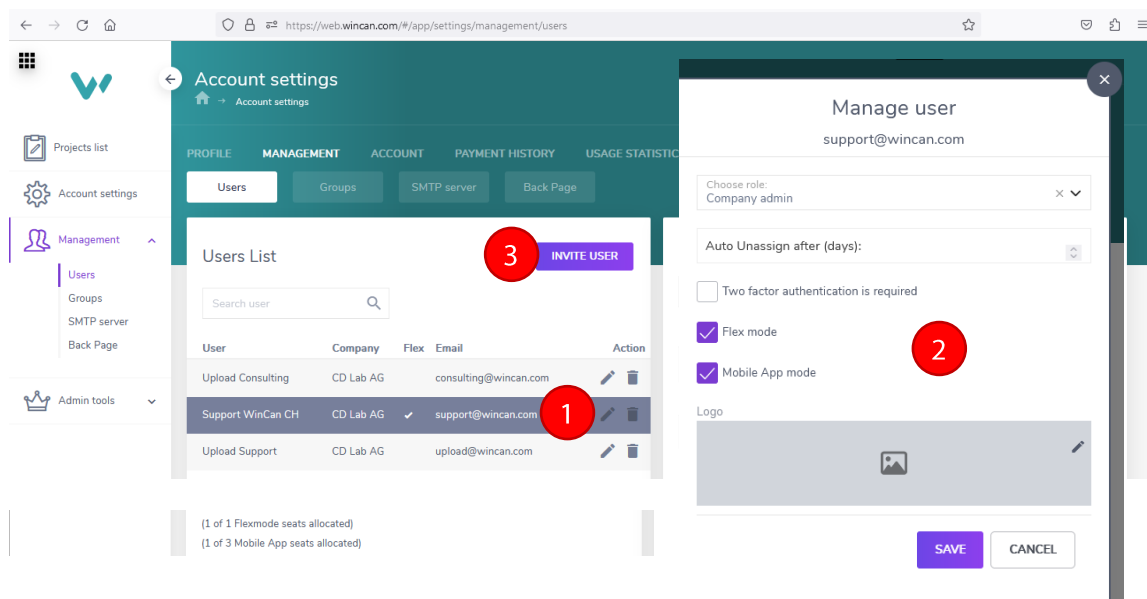 https://web.wincan.com/#/app/settings/management/users
Account settings
Account settings
Projects list
Account settings
Management
Users
Groups
SMTP server
Back Page
Admin tools
PROFILE MANAGEMENT ACCOUNT PAYMENT HISTORY USAGE STATISTIC
Users Groups SMTP server Back Page
Users List
3
INVITE USER
Search user
User Company Flex Email Action
Upload Consulting CD Lab AG consulting@wincan.com
Support WinCan CH CD Lab AG support@wincan.com
1
Upload Support CD Lab AG upload@wincan.com
(1 of 1 Flexmode seats allocated)
(1 of 3 Mobile App seats allocated)
Manage user
support@wincan.com
Choose role:
Company admin
Auto Unassign after (days):
Two factor authentication is required
Flex mode
2
Mobile App mode
Logo
SAVE CANCEL